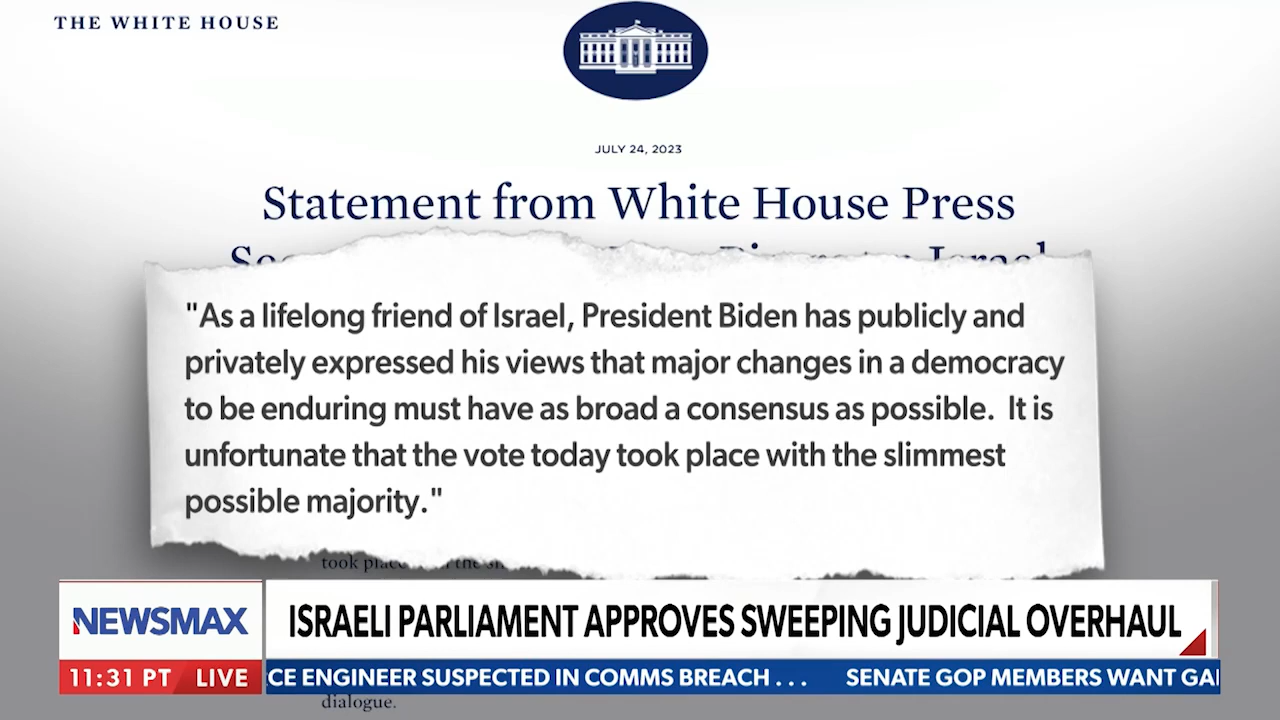 THE WHITE HOUSE
JULY 24, 2023
Statement from White House Press
Israel
"As a lifelong friend of Israel, President Biden has publicly and
privately expressed his views that major changes in a democracy
to be enduring must have as broad a consensus as possible. It is
unfortunate that the vote today took place with the slimmest
possible majority."
took
NEWSMAX
ISRAELI PARLIAMENT APPROVES SWEEPING JUDICIAL OVERHAUL
11:31 PT LIVE
CE ENGINEER SUSPECTED IN COMMS BREACH . . . SENATE GOP MEMBERS WANT GA
dialogue.